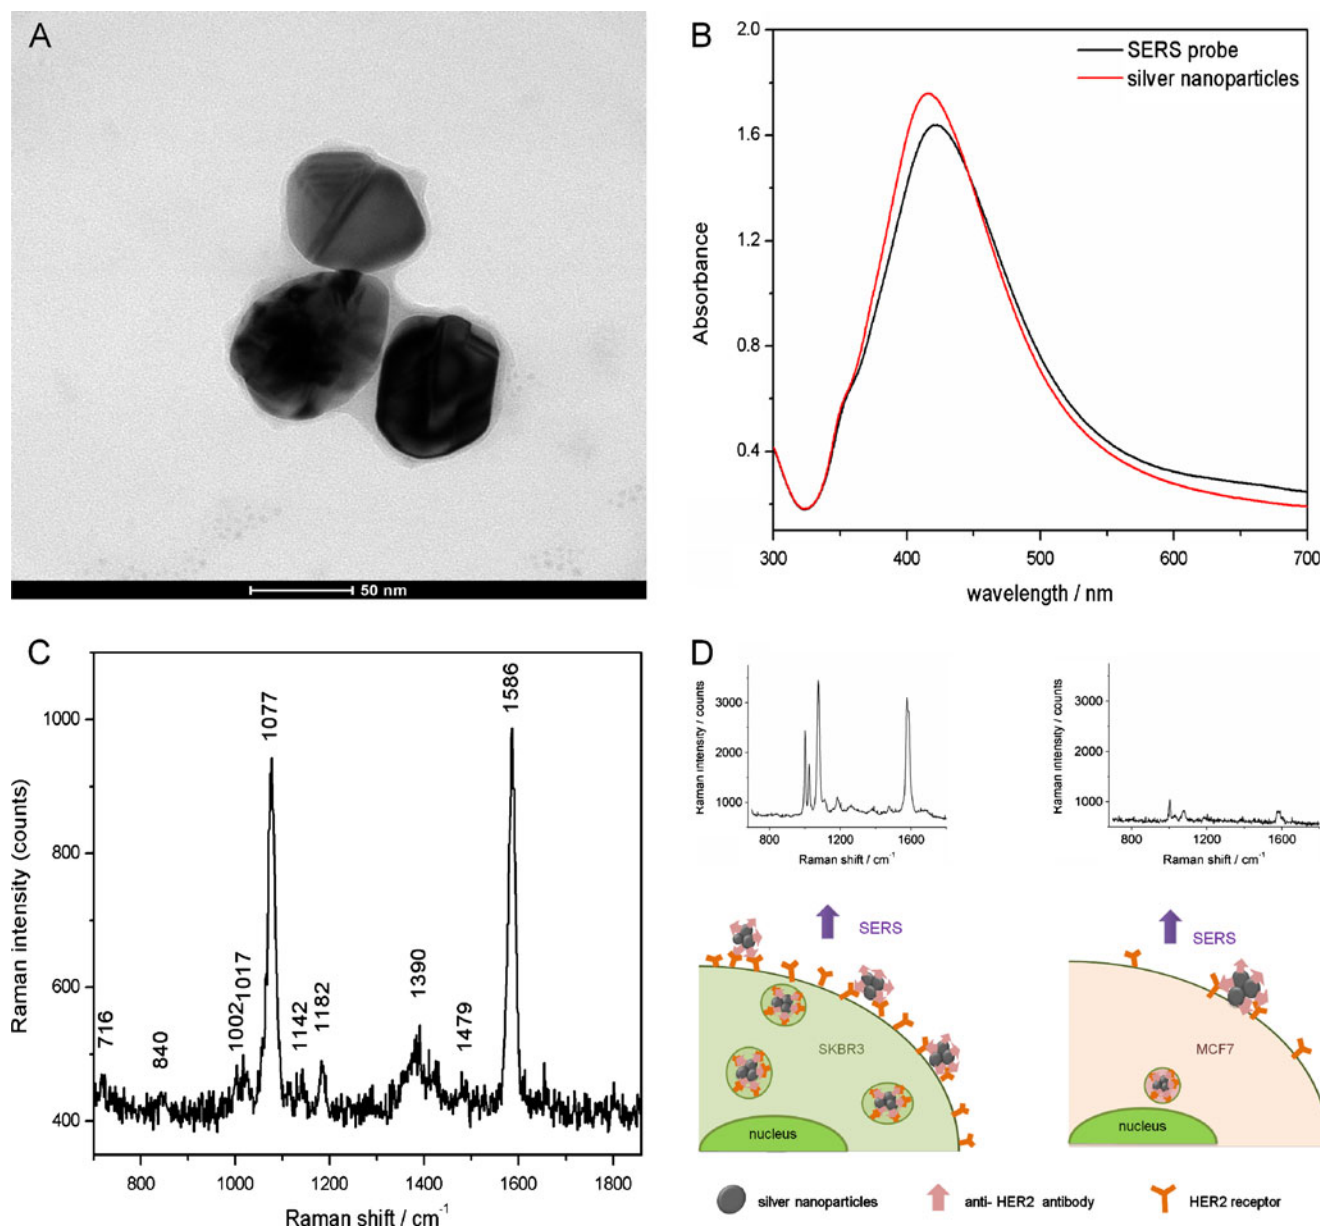 A
50 nm
B
SERS probe
silver nanoparticles
2.0
1.6
1.2
0.8
0.4
Absorbance
300 400 500 600 700
wavelength / nm
C
1000
800
600
400
Raman intensity (counts)
716
840
1002
1017
1077
1142
1182
1390
1479
1586
800 1000 1200 1400 1600 1800
Raman shift / cm-1
D
Raman intensity / counts
3000
2000
1000
800 1200 1600
Raman shift / cm-1
Raman intensity / counts
3000
2000
1000
800 1200 1600
Raman shift / cm-1
SERS
SERS
SKBR3
MCF7
nucleus
nucleus
silver nanoparticles
anti- HER2 antibody
HER2 receptor